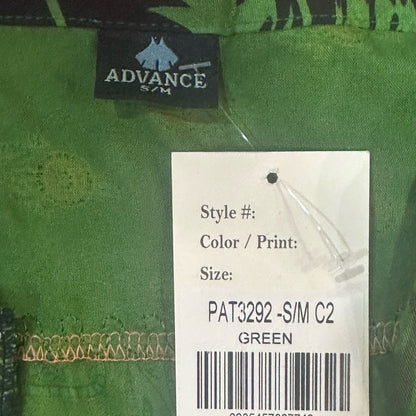 ADVANCE
S/M
Style #:
Color / Print:
Size:
PAT3292 -S/M C2
GREEN